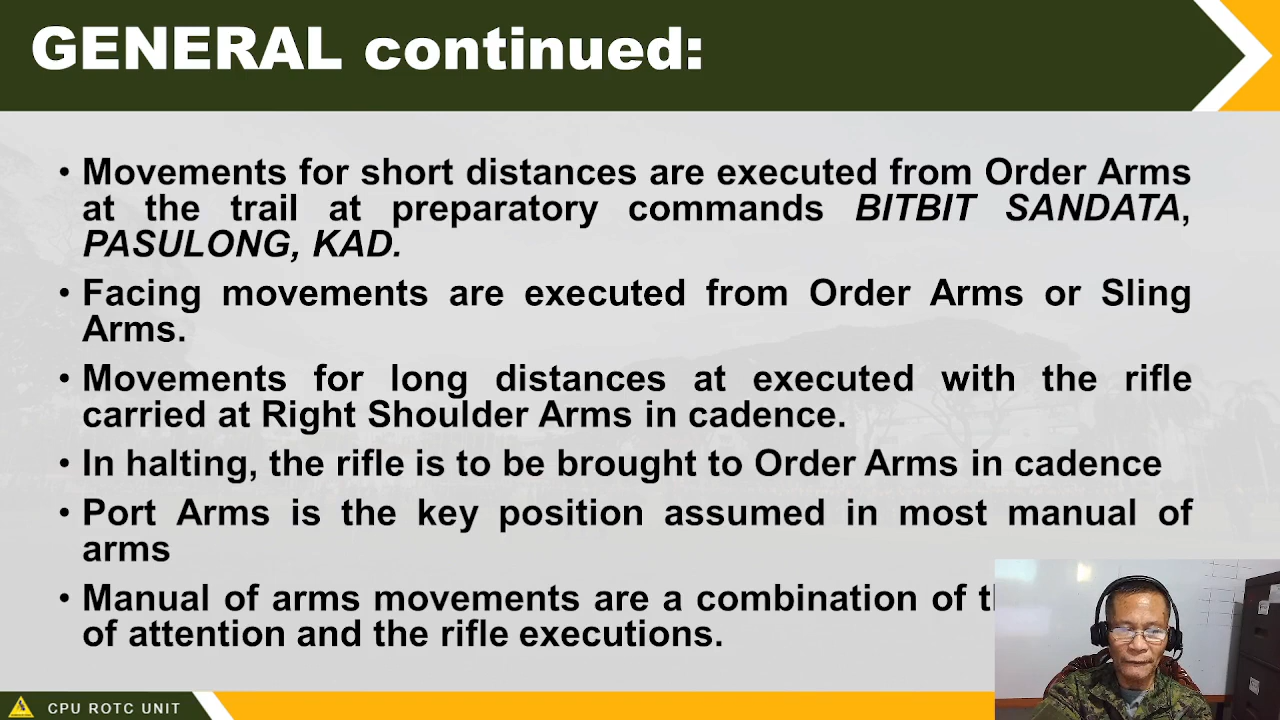 GENERAL continued:
• Movements for short distances are executed from Order Arms
at the trail at preparatory commands BITBIT SANDATA,
PASULONG, KAD.
• Facing movements are executed from Order Arms or Sling
Arms.
• Movements for long distances at executed with the rifle
carried at Right Shoulder Arms in cadence.
• In halting, the rifle is to be brought to Order Arms in cadence
• Port Arms is the key position assumed in most manual of
arms
• Manual of arms movements are a combination of
of attention and the rifle executions.
CPU ROTC UNIT